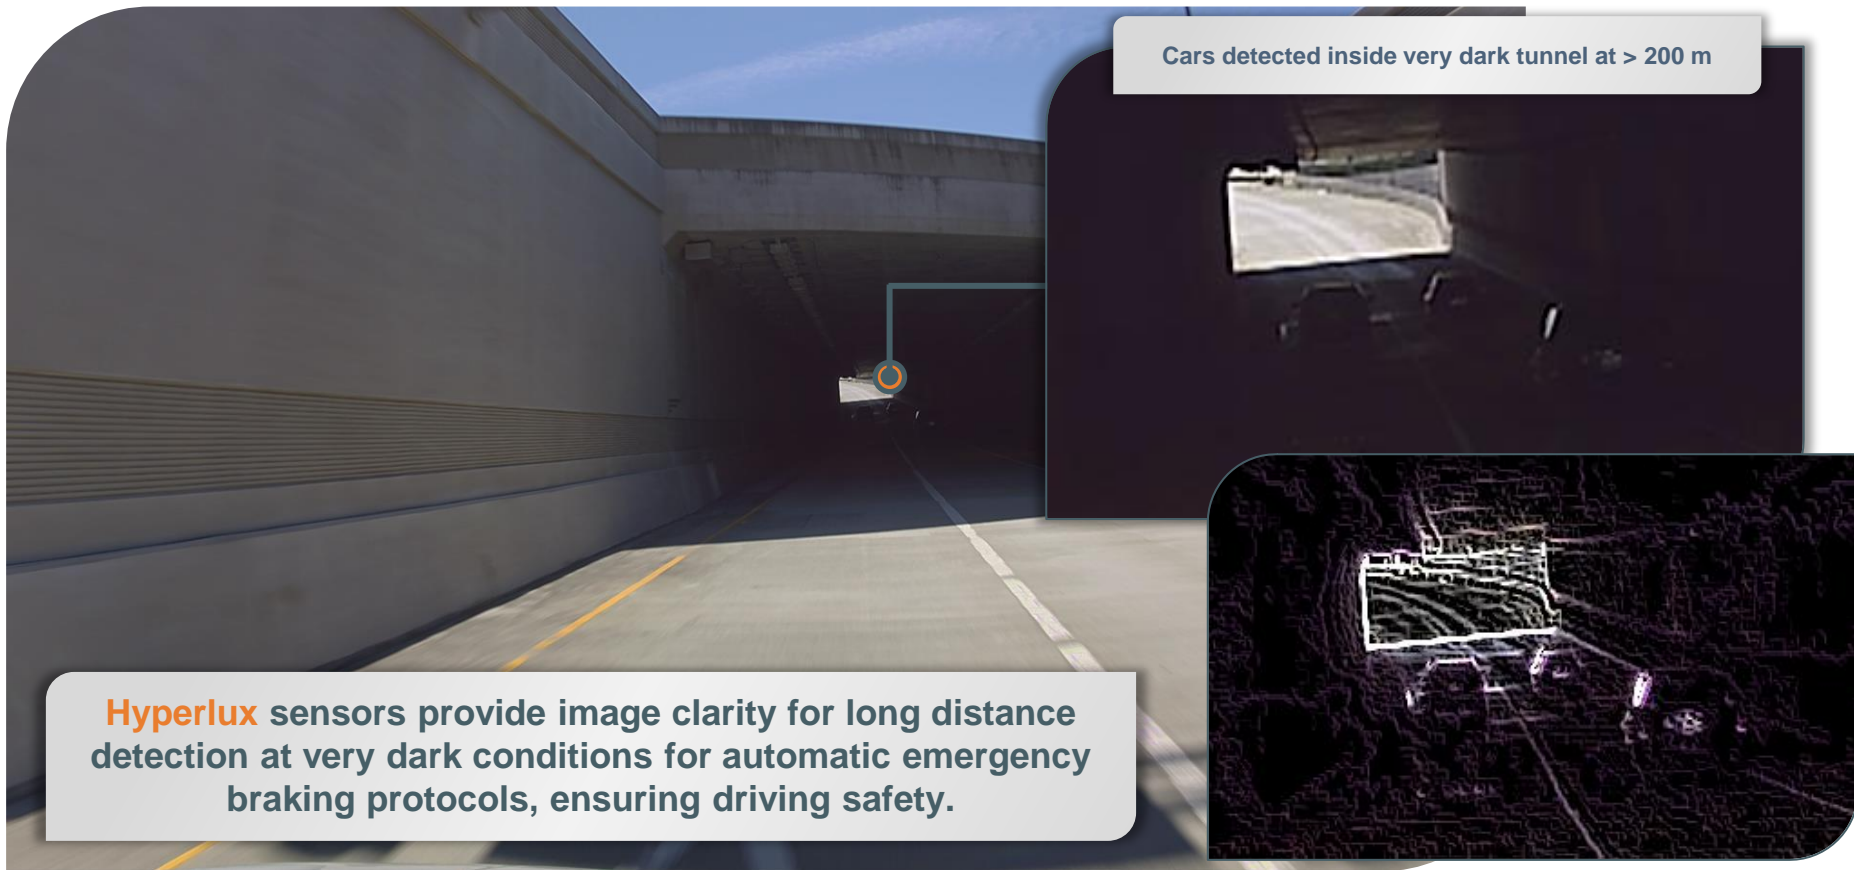 Cars detected inside very dark tunnel at > 200 m
Hyperlux sensors provide image clarity for long distance
detection at very dark conditions for automatic emergency
braking protocols, ensuring driving safety.